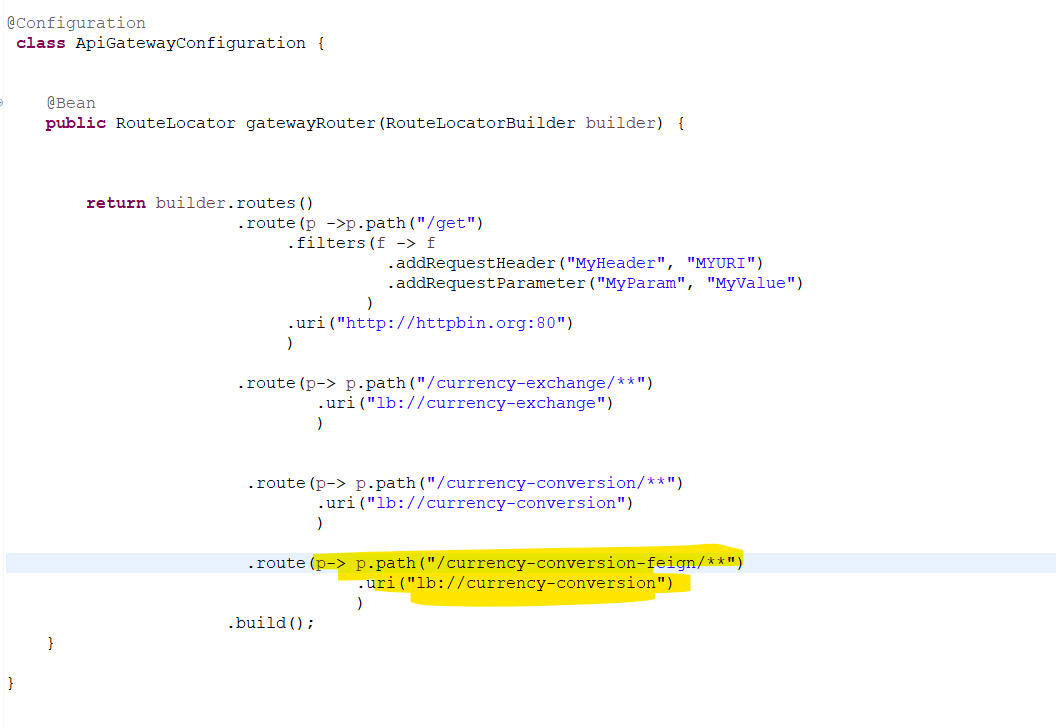 @Configuration
class ApiGatewayConfiguration {
@Bean
public RouteLocator gatewayRouter(RouteLocatorBuilder builder) {
return builder.routes()
.route(p ->p.path("/get")
.filters(f -> f
.addRequestHeader("MyHeader", "MYURI")
.addRequestParameter("MyParam", "MyValue")
)
.uri("http://httpbin.org:80")
)
.route(p-> p.path("/currency-exchange/**")
.uri("lb://currency-exchange")
)
.route(p-> p.path("/currency-conversion/**")
.uri("lb://currency-conversion")
)
.route(p-> p.path("/currency-conversion-feign/**")
.uri("lb://currency-conversion")
)
.build();
}
}